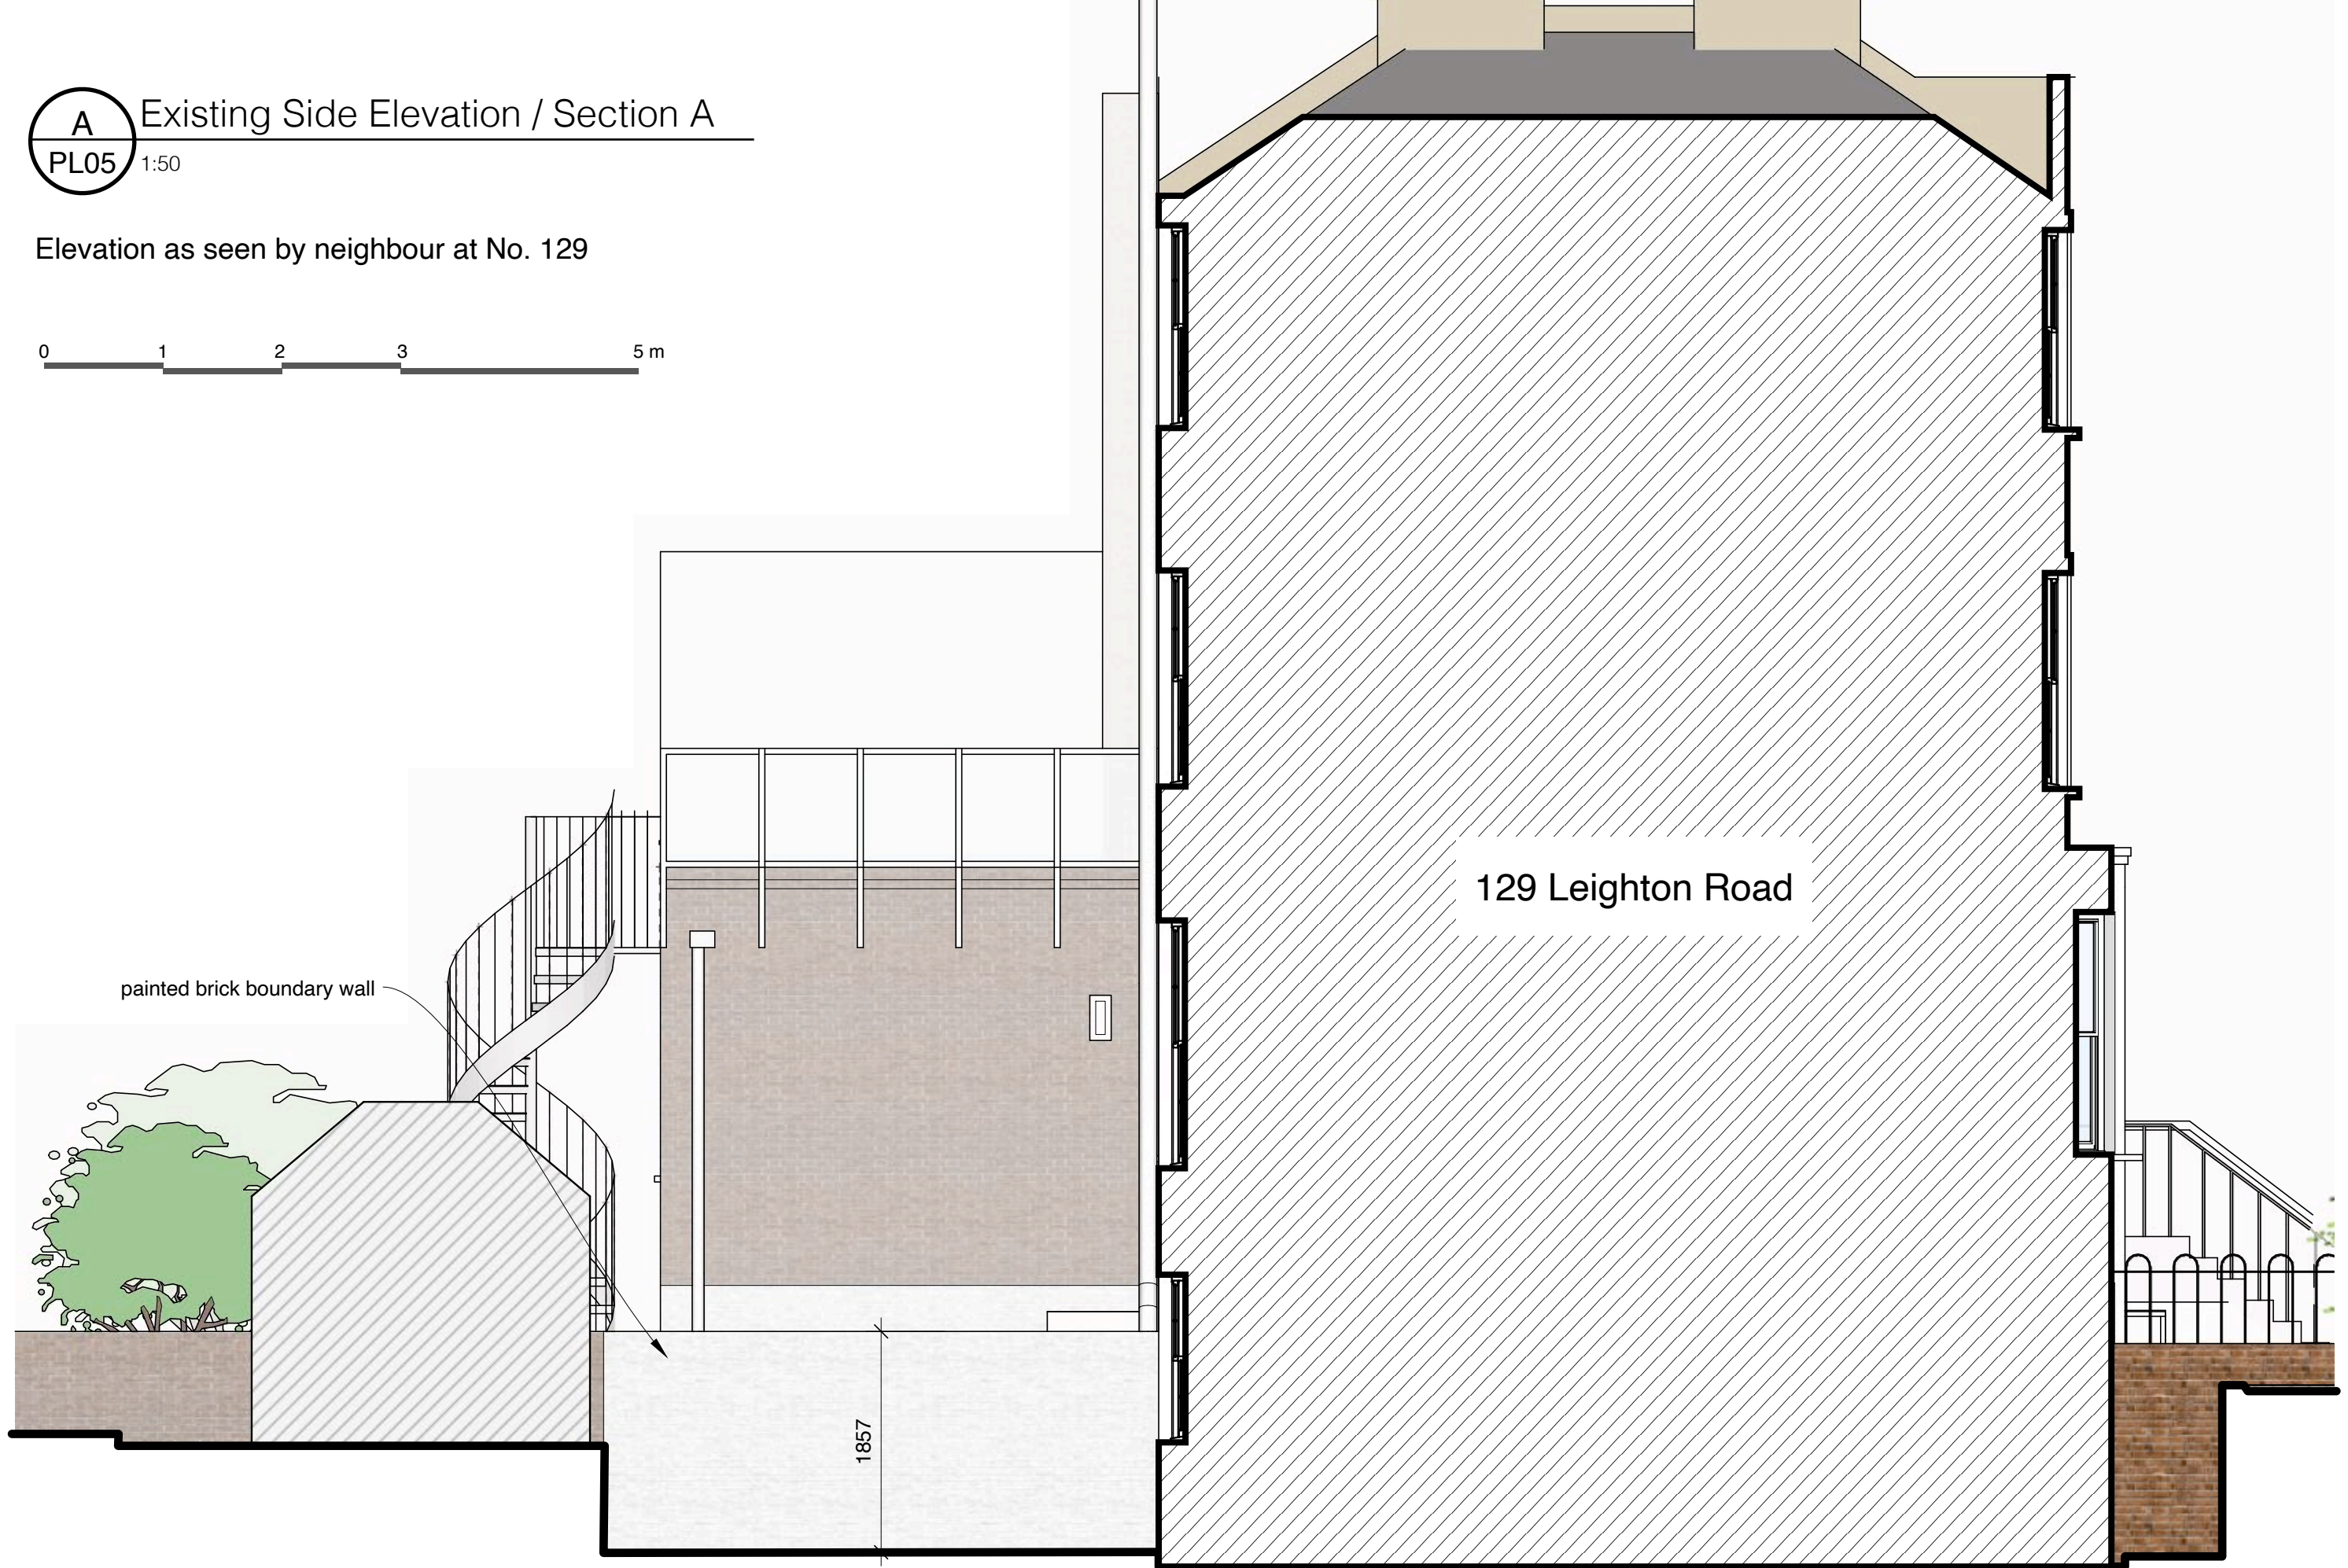 A
PL05
Existing Side Elevation / Section A
1:50
Elevation as seen by neighbour at No. 129
0 1 2 3 5 m
129 Leighton Road
painted brick boundary wall
1857